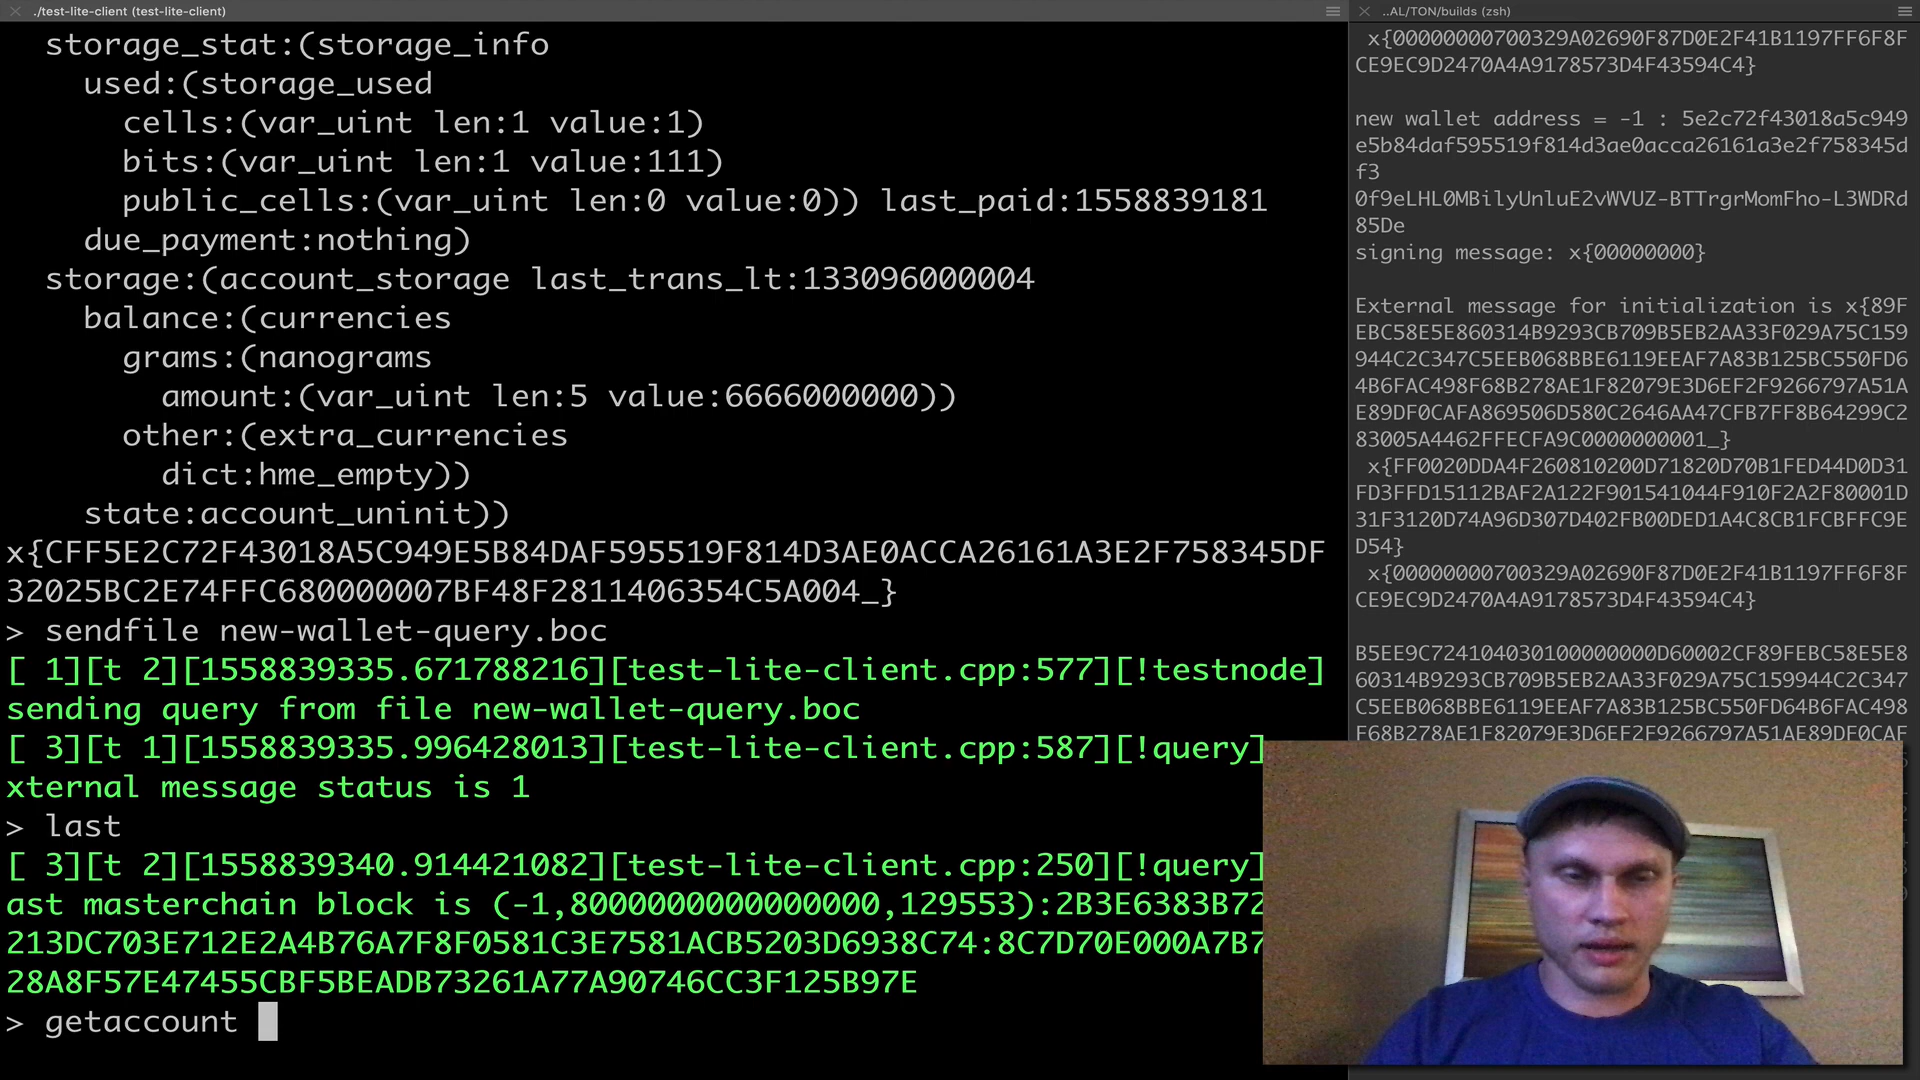 ./test-lite-client (test-lite-client)
storage_stat:(storage_info
used:(storage_used
cells:(var_uint len:1 value:1)
bits:(var_uint len:1 value:111)
public_cells:(var_uint len:0 value:0)) last_paid:1558839181
due_payment:nothing)
storage:(account_storage last_trans_lt:133096000004
balance:(currencies
grams:(nanograms
amount:(var_uint len:5 value:6666000000))
other:(extra_currencies
dict:hme_empty))
state:account_uninit))
x{CFF5E2C72F43018A5C949E5B84DAF595519F814D3AE0ACCA26161A3E2F758345DF
32025BC2E74FFC680000007BF48F2811406354C5A004_}
> sendfile new-wallet-query.boc
[ 1][t 2][1558839335.671788216][test-lite-client.cpp:577][!testnode]
sending query from file new-wallet-query.boc
[ 3][t 1][1558839335.996428013][test-lite-client.cpp:587][!query]
xternal message status is 1
> last
[ 3][t 2][1558839340.914421082][test-lite-client.cpp:250][!query]
ast masterchain block is (-1,8000000000000000,129553):2B3E6383B72
213DC703E712E2A4B76A7F8F0581C3E7581ACB5203D6938C74:8C7D70E000A7B7
28A8F57E47455CBF5BEADB73261A77A90746CC3F125B97E
> getaccount
..AL/TON/builds (zsh)
x{00000000700329A02690F87D0E2F41B1197FF6F8F
CE9EC9D2470A4A9178573D4F43594C4}
new wallet address = -1 : 5e2c72f43018a5c949
e5b84daf595519f814d3ae0acca26161a3e2f758345d
f3
0f9eLHL0MBilyUnluE2vWVUZ-BTTrgrMomFho-L3WDRd
85De
signing message: x{00000000}
External message for initialization is x{89F
EBC58E5E860314B9293CB709B5EB2AA33F029A75C159
944C2C347C5EEB068BBE6119EEAF7A83B125BC550FD6
4B6FAC498F68B278AE1F82079E3D6EF2F9266797A51A
E89DF0CAFA869506D580C2646AA47CFB7FF8B64299C2
83005A4462FFECFA9C0000000001_}
x{FF0020DDA4F260810200D71820D70B1FED44D0D31
FD3FFD15112BAF2A122F901541044F910F2A2F80001D
31F3120D74A96D307D402FB00DED1A4C8CB1FCBFFC9E
D54}
x{00000000700329A02690F87D0E2F41B1197FF6F8F
CE9EC9D2470A4A9178573D4F43594C4}
B5EE9C724104030100000000D60002CF89FEBC58E5E8
60314B9293CB709B5EB2AA33F029A75C159944C2C347
C5EEB068BBE6119EEAF7A83B125BC550FD64B6FAC498
F68B278AE1F82079E3D6EF2F9266797A51AE89DF0CAF